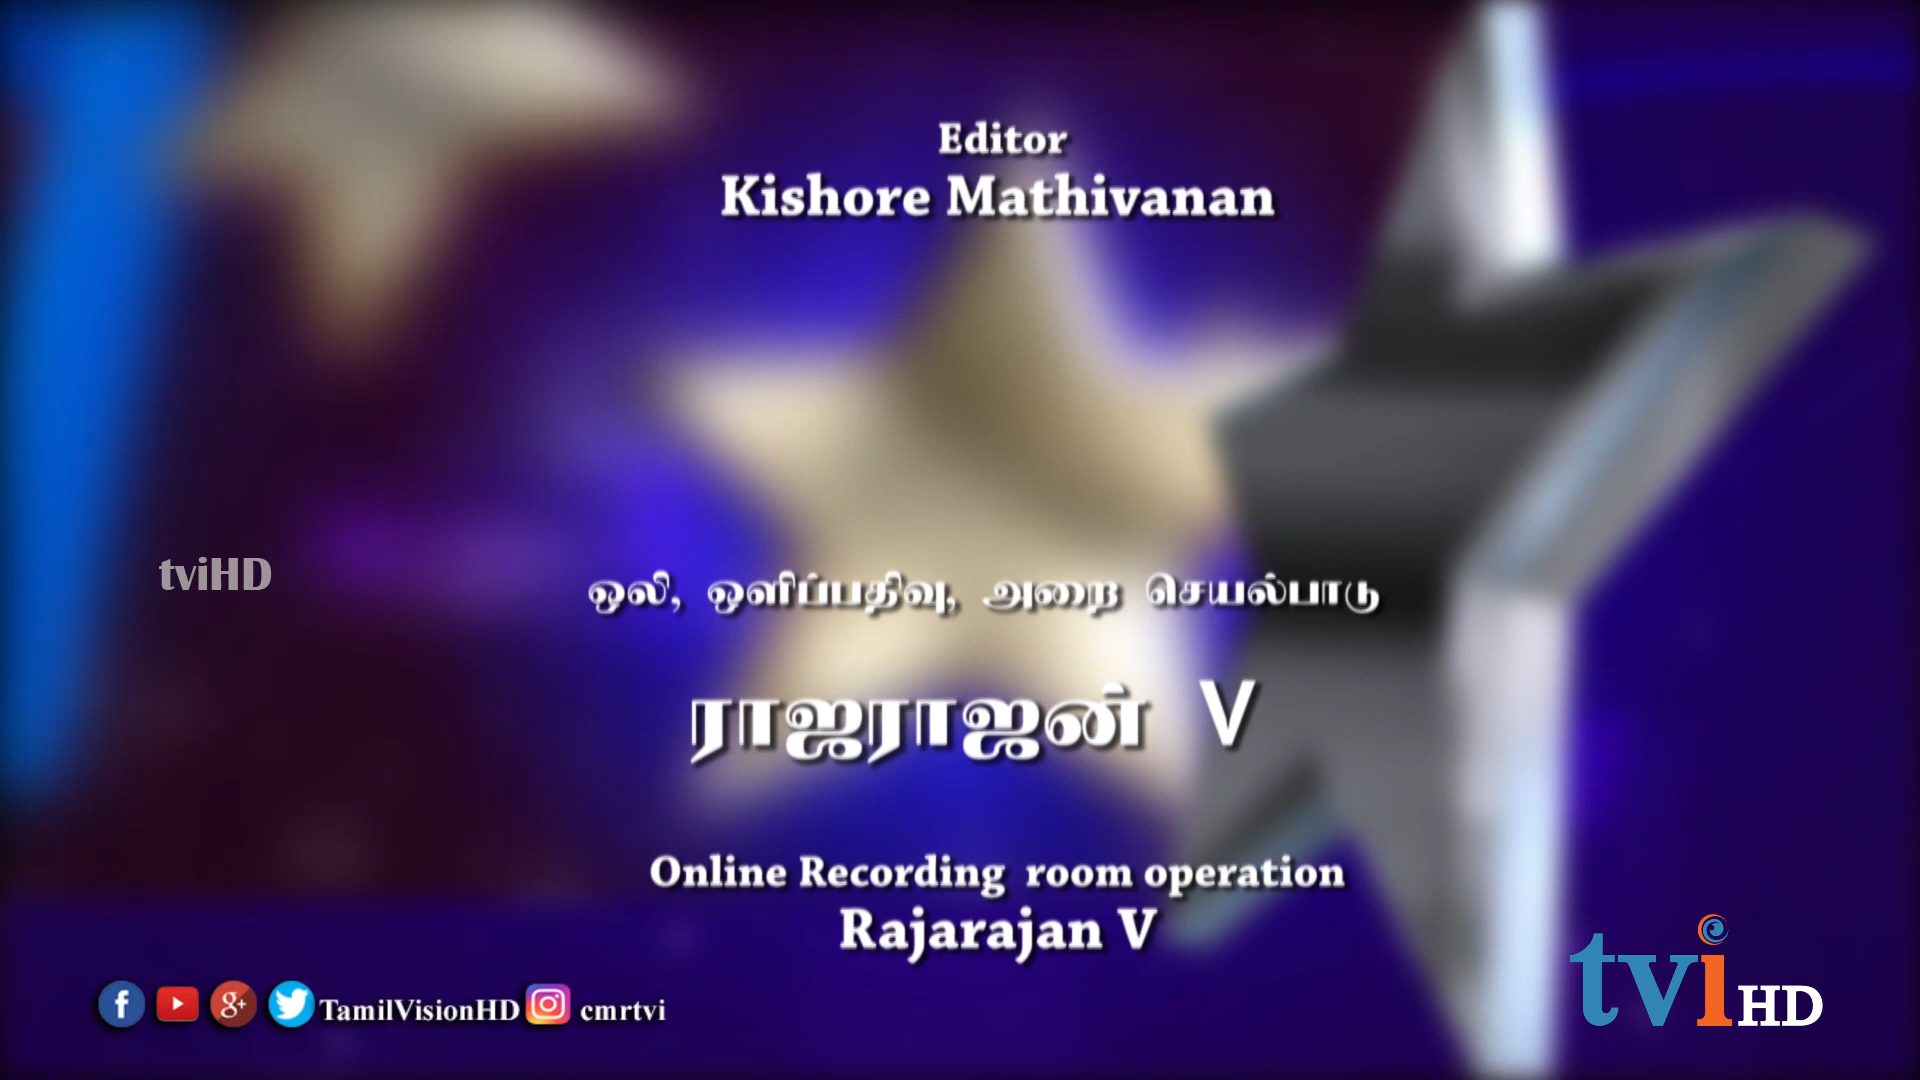 Editor
Kishore Mathivanan
tviHD
ஒலி, ஒளிப்பதிவு, அறை செயல்பாடு
ராஜராஜன் V
Online Recording room operation
Rajarajan V
TamilVisionHD cmrtvi
tvi HD